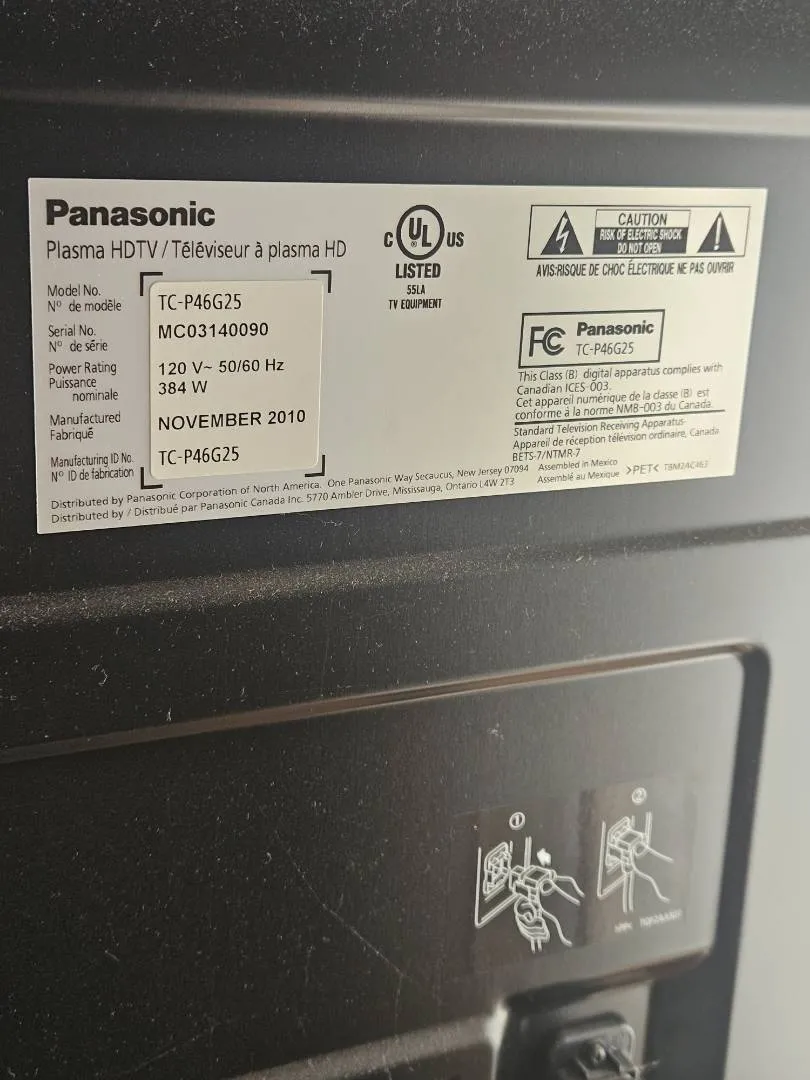 Panasonic
Plasma HDTV / Téléviseur à plasma HD
Model No.
Nº de modèle
TC-P46G25
Serial No.
Nº de série
MC03140090
Power Rating
Puissance
nominale
120 V~ 50/60 Hz
384 W
Manufactured
Fabriqué
NOVEMBER 2010
Manufacturing ID No.
Nº ID de fabrication
TC-P46G25
C UL US
®
LISTED
55LA
TV EQUIPMENT
CAUTION
RISK OF ELECTRIC SHOCK
DO NOT OPEN
AVIS:RISQUE DE CHOC ÉLECTRIQUE NE PAS OUVRIR
FC Panasonic
TC-P46G25
This Class (B) digital apparatus complies with
Canadian ICES-003.
Cet appareil numérique de la classe (B) est
conforme à la norme NMB-003 du Canada.
Standard Television Receiving Apparatus-
Appareil de réception télévision ordinaire, Canada
BETS-7/NTMR-7
Assembled in Mexico
Assemblé au Mexique >PET<
Distributed by Panasonic Corporation of North America. One Panasonic Way Secaucus, New Jersey 07094
Distributed by / Distribué par Panasonic Canada Inc. 5770 Ambler Drive, Mississauga, Ontario L4W 2T3
①
②